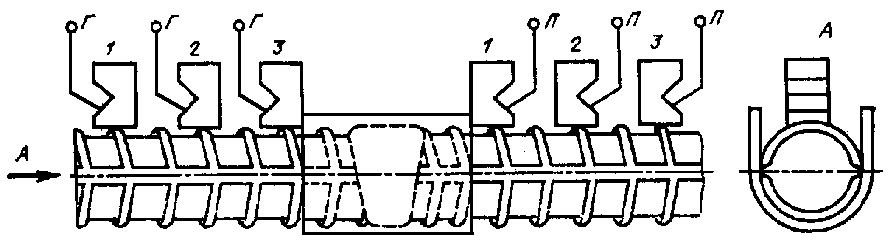 Г Г Г П П П
1 2 3 1 2 3 А
А